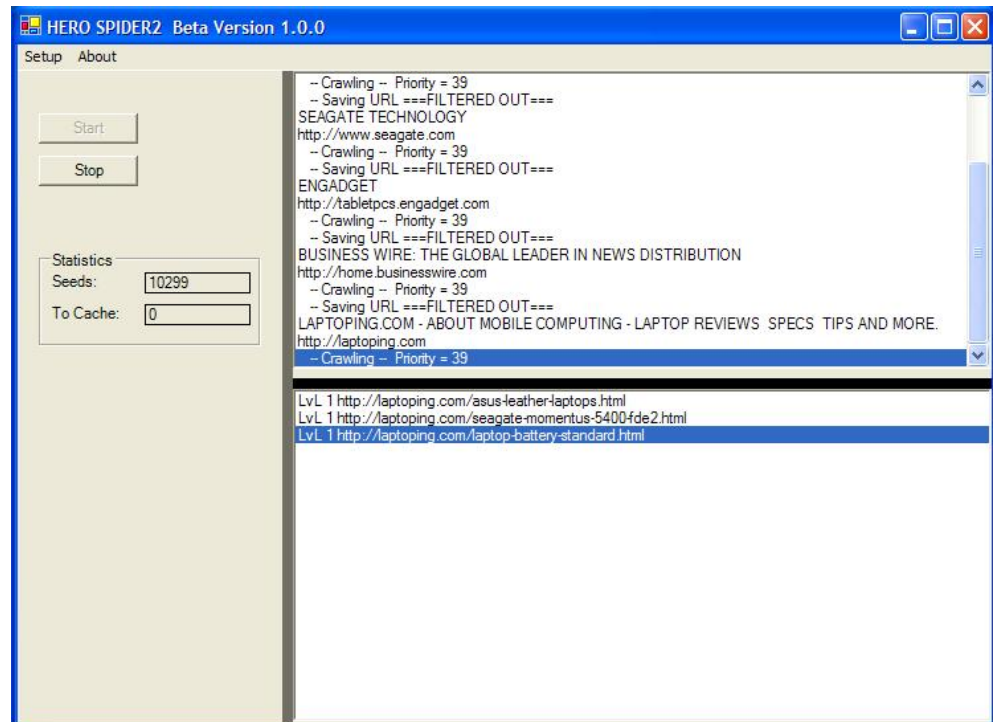 HERO SPIDER2 Beta Version 1.0.0
Setup About
Start
Stop
Statistics
Seeds: 10299
To Cache: 0
-- Crawling -- Priority = 39
-- Saving URL ===FILTERED OUT===
SEAGATE TECHNOLOGY
http://www.seagate.com
-- Crawling -- Priority = 39
-- Saving URL ===FILTERED OUT===
ENGADGET
http://tabletpcs.engadget.com
-- Crawling -- Priority = 39
-- Saving URL ===FILTERED OUT===
BUSINESS WIRE: THE GLOBAL LEADER IN NEWS DISTRIBUTION
http://home.businesswire.com
-- Crawling -- Priority = 39
-- Saving URL ===FILTERED OUT===
LAPTOPING.COM - ABOUT MOBILE COMPUTING - LAPTOP REVIEWS SPECS TIPS AND MORE.
http://laptoping.com
-- Crawling -- Priority = 39
LvL 1 http://laptoping.com/asus-leather-laptops.html
LvL 1 http://laptoping.com/seagate-momentus-5400-fde2.html
LvL 1 http://laptoping.com/laptop-battery-standard.html